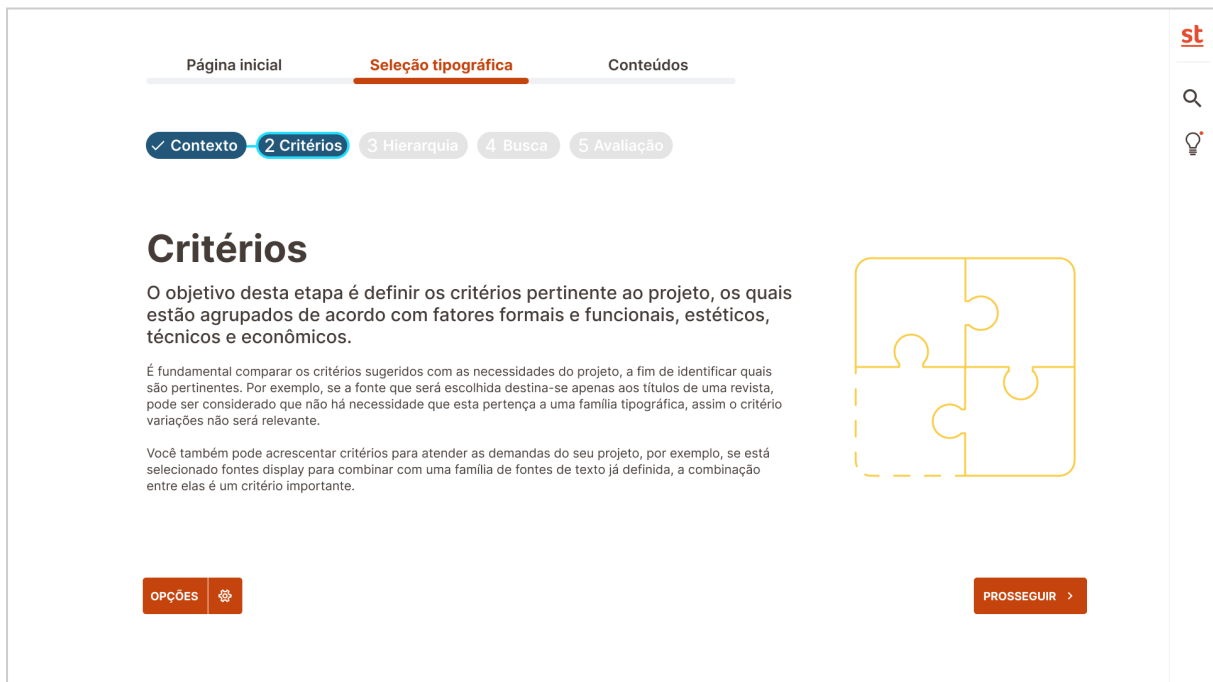 st
Página inicial
Seleção tipográfica
Conteúdos
Contexto
2 Critérios
3 Hierarquia
4 Busca
5 Avaliação
Critérios
O objetivo desta etapa é definir os critérios pertinente ao projeto, os quais
estão agrupados de acordo com fatores formais e funcionais, estéticos,
técnicos e econômicos.
É fundamental comparar os critérios sugeridos com as necessidades do projeto, a fim de identificar quais
são pertinentes. Por exemplo, se a fonte que será escolhida destina-se apenas aos títulos de uma revista,
pode ser considerado que não há necessidade que esta pertença a uma família tipográfica, assim o critério
variações não será relevante.
Você também pode acrescentar critérios para atender as demandas do seu projeto, por exemplo, se está
selecionado fontes display para combinar com uma família de fontes de texto já definida, a combinação
entre elas é um critério importante.
OPÇÕES
PROSSEGUIR